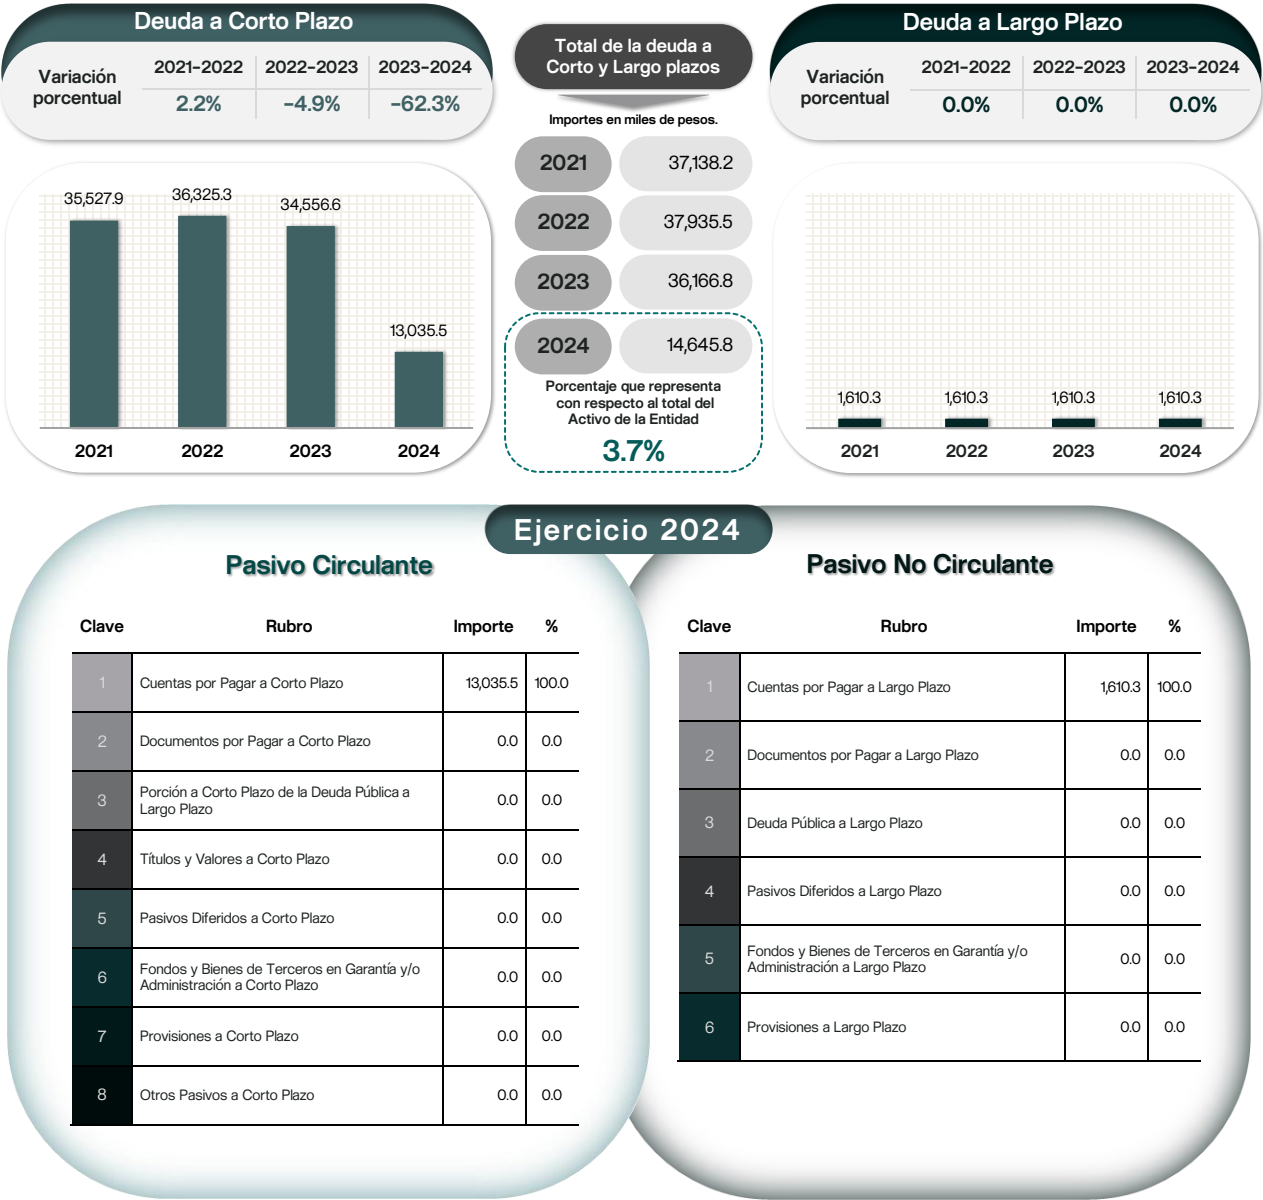 Deuda a Corto Plazo
Variación
porcentual
2021-2022 2022-2023 2023-2024
2.2% -4.9% -62.3%
35,527.9
36,325.3
34,556.6
13,035.5
2021 2022 2023 2024
Total de la deuda a
Corto y Largo plazos
Importes en miles de pesos.
2021 37,138.2
2022 37,935.5
2023 36,166.8
2024 14,645.8
Porcentaje que representa
con respecto al total del
Activo de la Entidad
3.7%
Deuda a Largo Plazo
Variación
porcentual
2021-2022 2022-2023 2023-2024
0.0% 0.0% 0.0%
1,610.3 1,610.3 1,610.3 1,610.3
2021 2022 2023 2024
Ejercicio 2024
Pasivo Circulante
Clave Rubro Importe %
1 Cuentas por Pagar a Corto Plazo 13,035.5 100.0
2 Documentos por Pagar a Corto Plazo 0.0 0.0
3 Porción a Corto Plazo de la Deuda Pública a
Largo Plazo 0.0 0.0
4 Títulos y Valores a Corto Plazo 0.0 0.0
5 Pasivos Diferidos a Corto Plazo 0.0 0.0
6 Fondos y Bienes de Terceros en Garantía y/o
Administración a Corto Plazo 0.0 0.0
7 Provisiones a Corto Plazo 0.0 0.0
8 Otros Pasivos a Corto Plazo 0.0 0.0
Pasivo No Circulante
Clave Rubro Importe %
1 Cuentas por Pagar a Largo Plazo 1,610.3 100.0
2 Documentos por Pagar a Largo Plazo 0.0 0.0
3 Deuda Pública a Largo Plazo 0.0 0.0
4 Pasivos Diferidos a Largo Plazo 0.0 0.0
5 Fondos y Bienes de Terceros en Garantía y/o
Administración a Largo Plazo 0.0 0.0
6 Provisiones a Largo Plazo 0.0 0.0